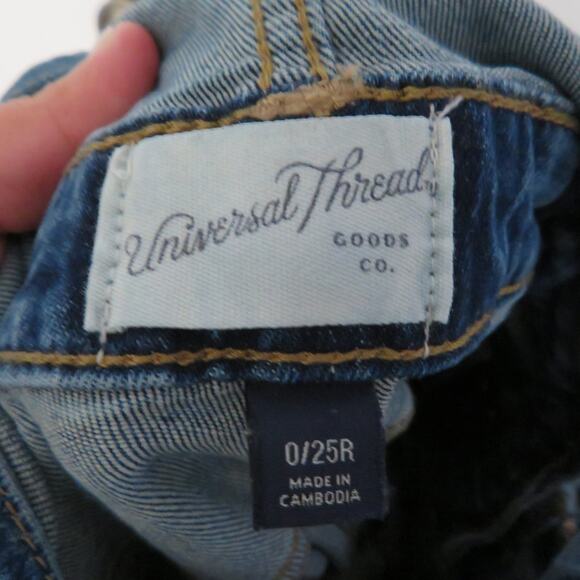 Universal Thread
GOODS
CO.
0/25R
MADE IN
CAMBODIA